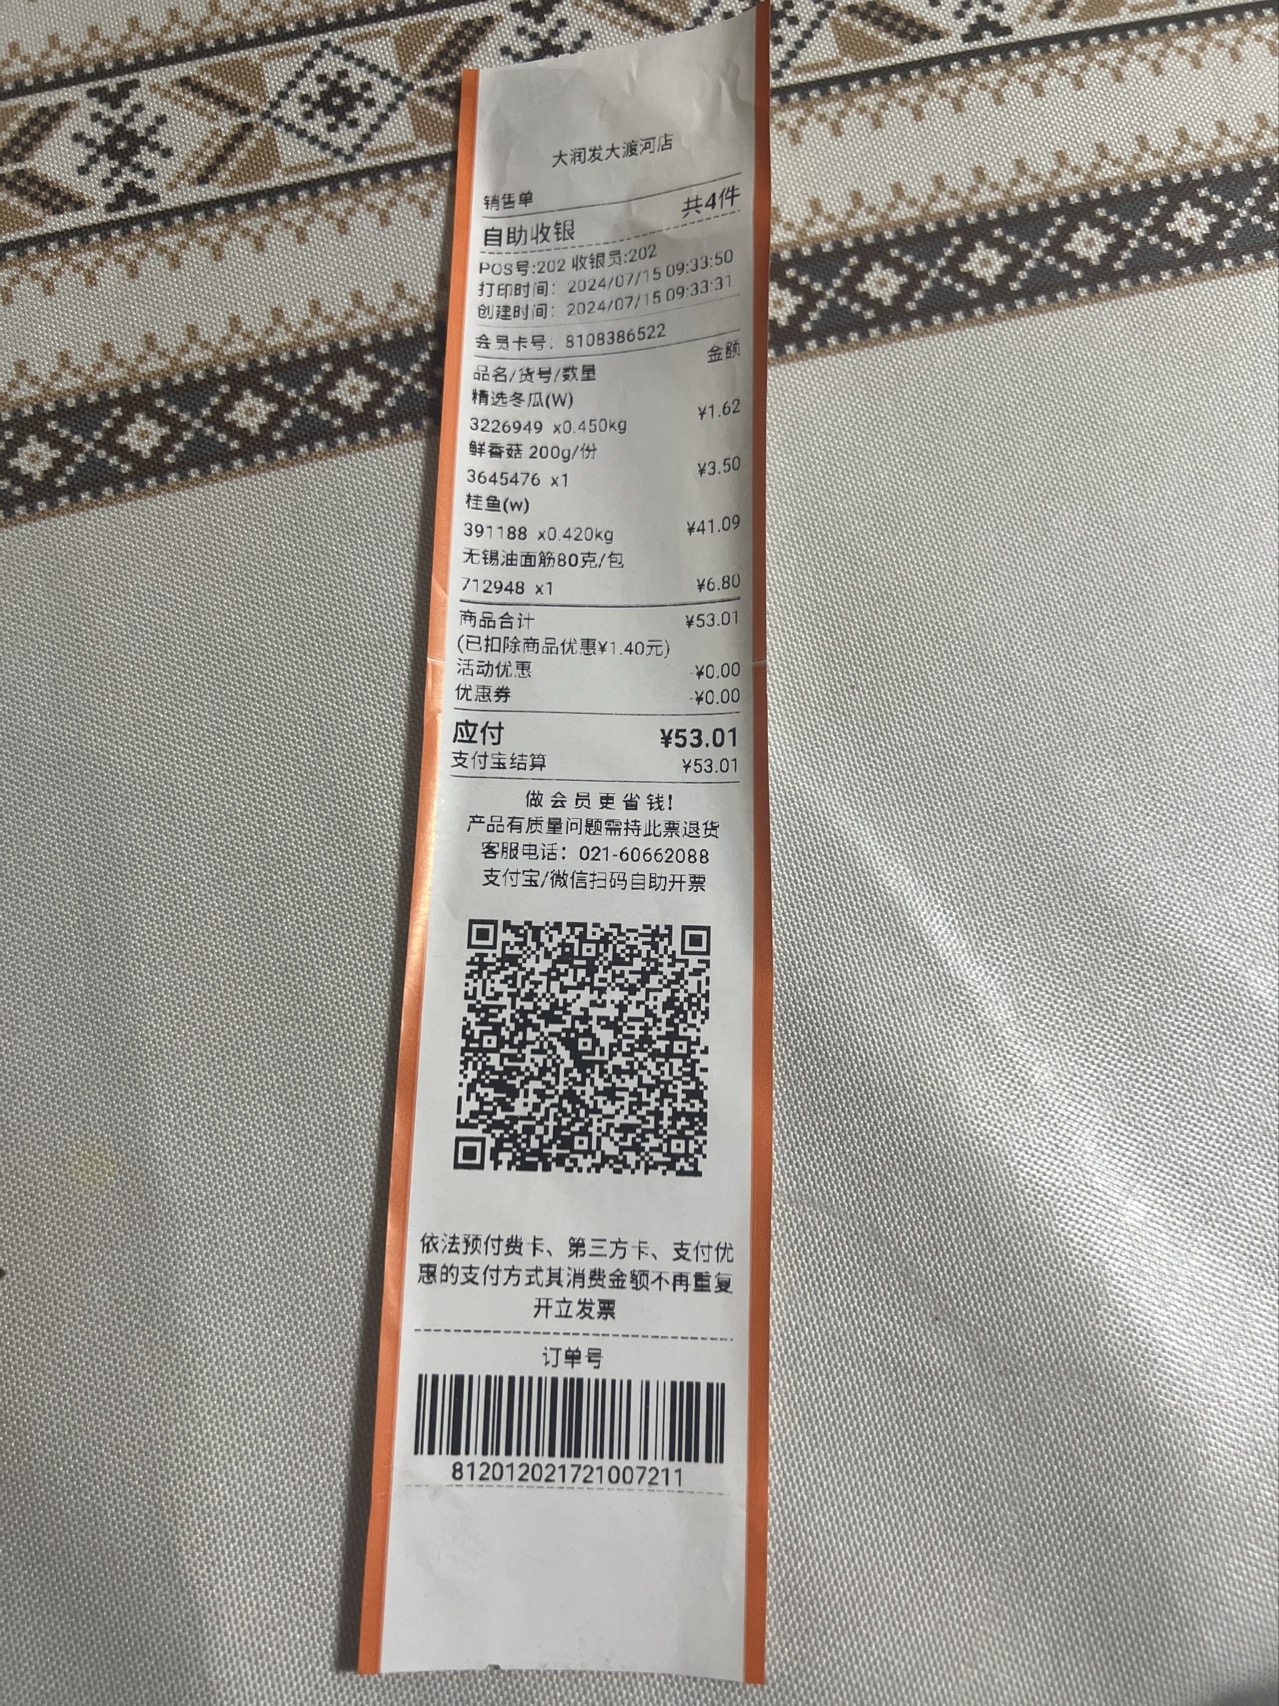 大润发大渡河店
销售单 共4件
自助收银
POS号:202 收银员:202
打印时间: 2024/07/15 09:33:50
创建时间: 2024/07/15 09:33:31
会员卡号: 8108386522
品名/货号/数量 金额
精选冬瓜(W)
3226949 x0.450kg ¥1.62
鲜香菇 200g/份
3645476 x1 ¥3.50
桂鱼(w)
391188 x0.420kg ¥41.09
无锡油面筋80克/包
712948 x1 ¥6.80
商品合计 ¥53.01
(已扣除商品优惠¥1.40元)
活动优惠 -¥0.00
优惠券 -¥0.00
应付 ¥53.01
支付宝结算 ¥53.01
做会员更省钱!
产品有质量问题需持此票退货
客服电话: 021-60662088
支付宝/微信扫码自助开票
依法预付费卡、第三方卡、支付优
惠的支付方式其消费金额不再重复
开立发票
订单号
812012021721007211